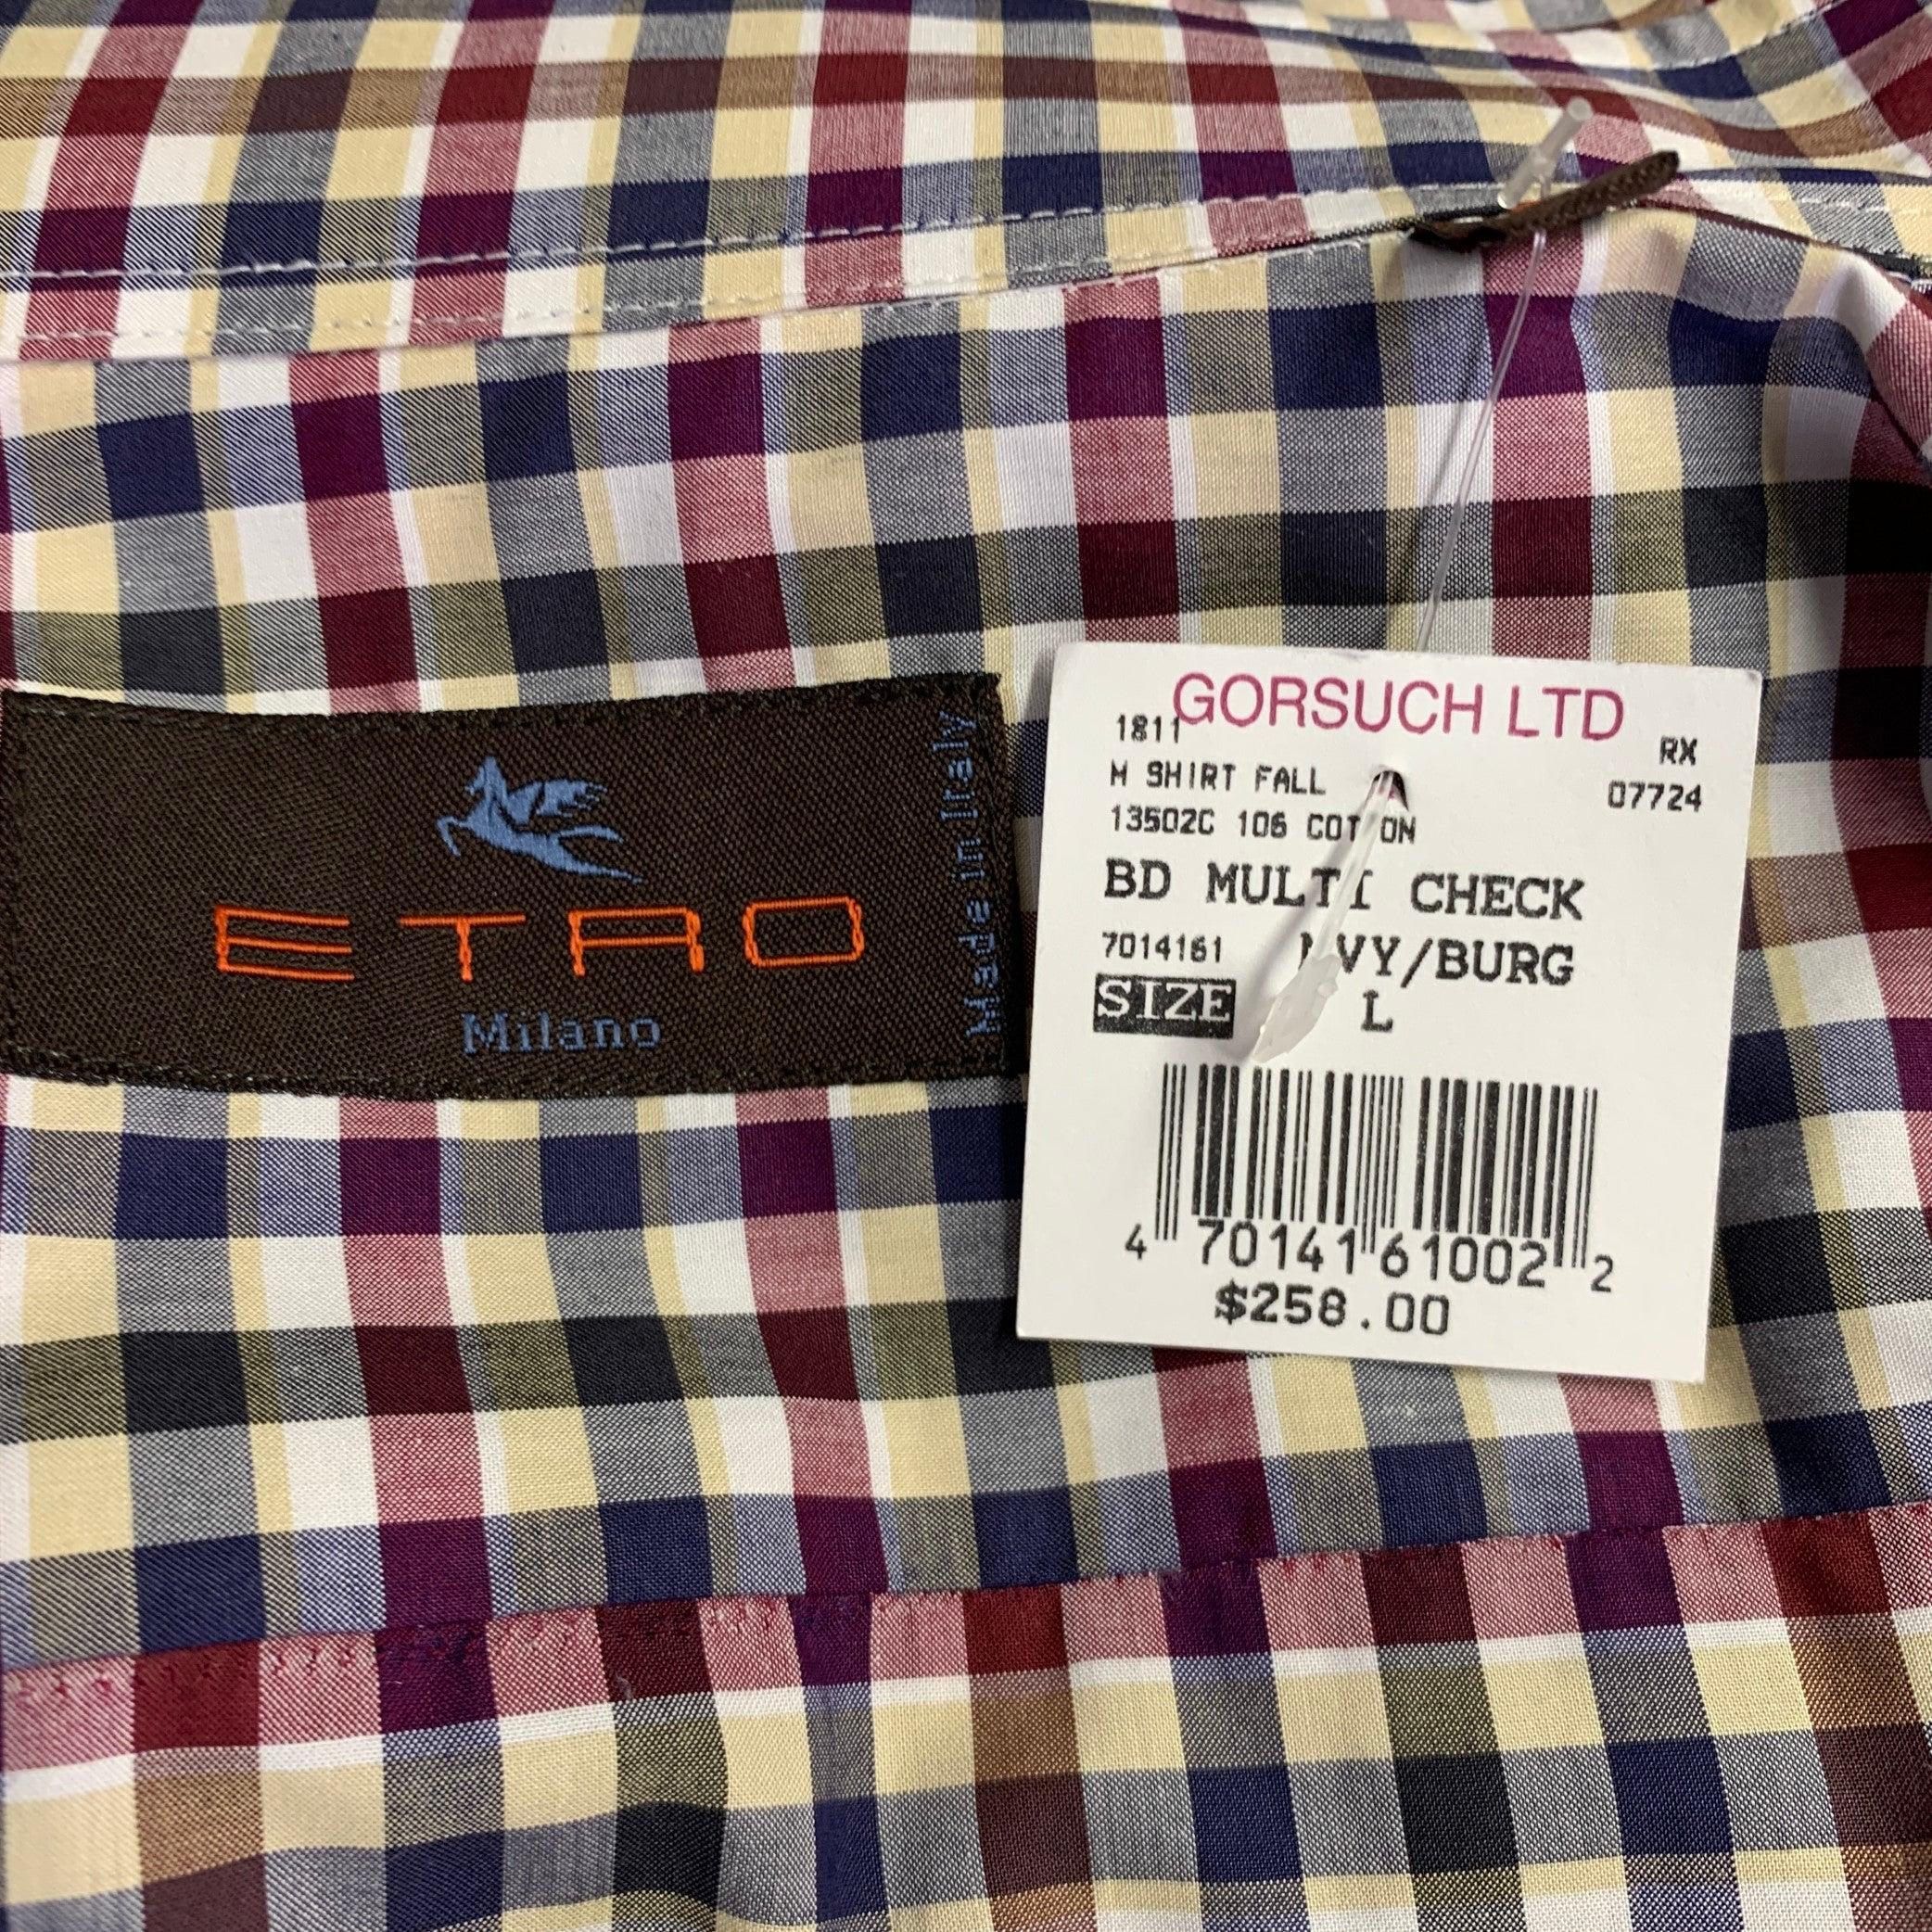 ETRO
Milano
Made in Italy
GORSUCH LTD
1811
RX
M SHIRT FALL
07724
13502C 106 COTTON
BD MULTI CHECK
7014161 NVY/BURG
SIZE L
4 70141 61002 2
$258.00